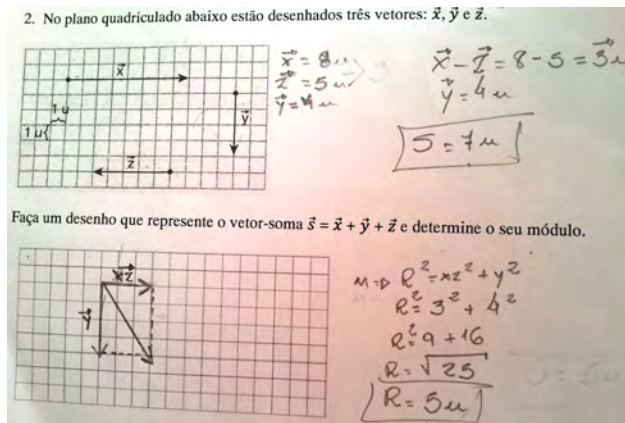 2. No plano quadriculado abaixo estão desenhados três vetores: x⃗, y⃗ e z⃗.
x⃗
1 u
1 u
y⃗
z⃗
x⃗ = 8u
z⃗ = 5u
y⃗ = 4u
x⃗ - z⃗ = 8 - 5 = 3⃗u
y⃗ = 4u
S = 7u
Faça um desenho que represente o vetor-soma s⃗ = x⃗ + y⃗ + z⃗ e determine o seu módulo.
xz⃗
y⃗
R² = xz² + y²
R² = 3² + 4²
R² = 9 + 16
R = √25
R = 5u